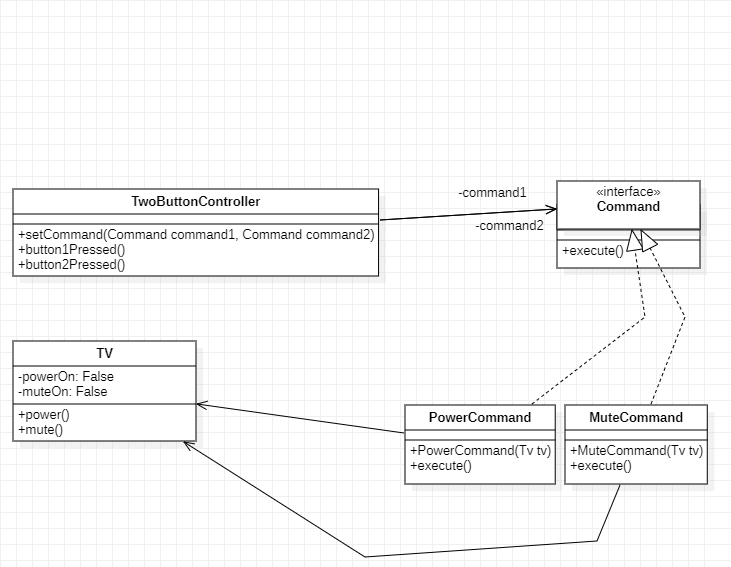 -command1
«interface»
Command
TwoButtonController
-command2
+setCommand(Command command1, Command command2)
+button1Pressed()
+button2Pressed()
+execute()
TV
-powerOn: False
-muteOn: False
+power()
+mute()
PowerCommand
+PowerCommand(Tv tv)
+execute()
MuteCommand
+MuteCommand(Tv tv)
+execute()